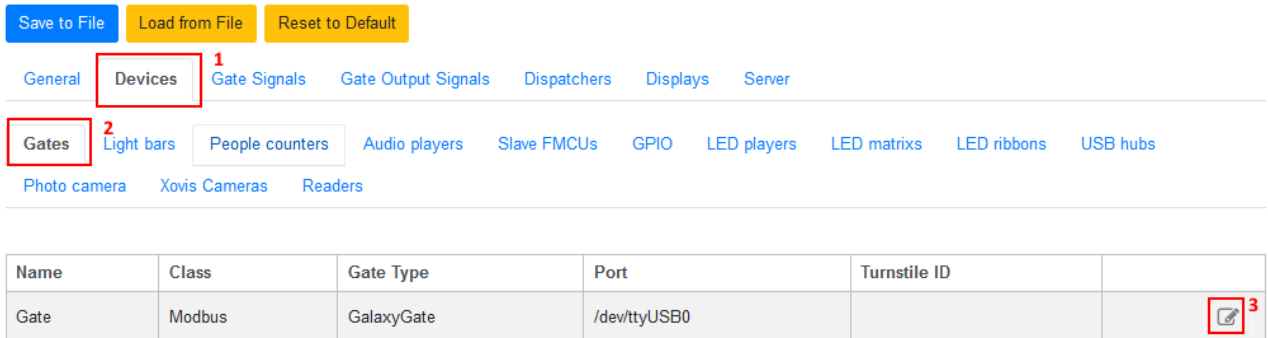 Save to File Load from File Reset to Default
1
General Devices Gate Signals Gate Output Signals Dispatchers Displays Server
2
Gates Light bars People counters Audio players Slave FMCUs GPIO LED players LED matrixs LED ribbons USB hubs
Photo camera Xovis Cameras Readers
Name Class Gate Type Port Turnstile ID
Gate Modbus GalaxyGate /dev/ttyUSB0 3